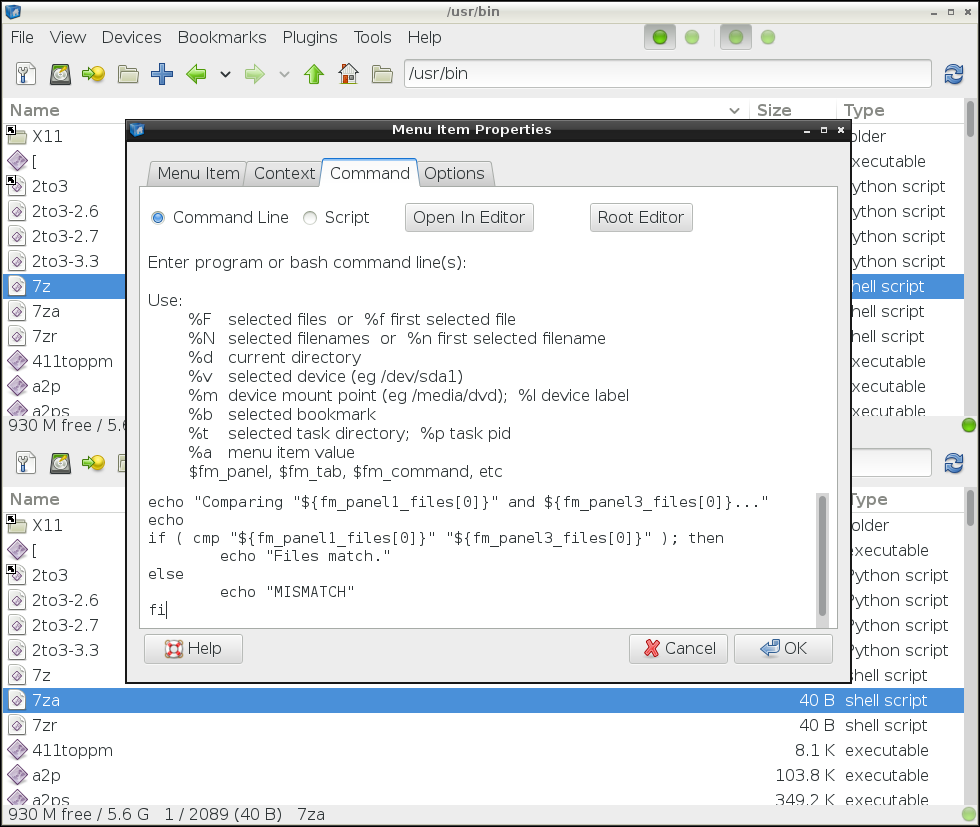 /usr/bin
File View Devices Bookmarks Plugins Tools Help
/usr/bin
Name Size Type
X11 older
[ xecutable
2to3 ython script
2to3-2.6 ython script
2to3-2.7 ython script
2to3-3.3 ython script
7z hell script
7za hell script
7zr hell script
411toppm xecutable
a2p xecutable
a2ps xecutable
930 M free / 5.6
Menu Item Properties
Menu Item Context Command Options
Command Line Script Open In Editor Root Editor
Enter program or bash command line(s):
Use:
%F selected files or %f first selected file
%N selected filenames or %n first selected filename
%d current directory
%v selected device (eg /dev/sda1)
%m device mount point (eg /media/dvd); %l device label
%b selected bookmark
%t selected task directory; %p task pid
%a menu item value
$fm_panel, $fm_tab, $fm_command, etc
echo "Comparing "${fm_panel1_files[0]}" and ${fm_panel3_files[0]}..."
echo
if ( cmp "${fm_panel1_files[0]}" "${fm_panel3_files[0]}" ); then
echo "Files match."
else
echo "MISMATCH"
fi
Help Cancel OK
Name Type
X11 older
[ xecutable
2to3 Python script
2to3-2.6 Python script
2to3-2.7 Python script
2to3-3.3 Python script
7z hell script
7za 40 B shell script
7zr 40 B shell script
411toppm 8.1 K executable
a2p 103.8 K executable
a2ps 349.2 K executable
930 M free / 5.6 G 1 / 2089 (40 B) 7za